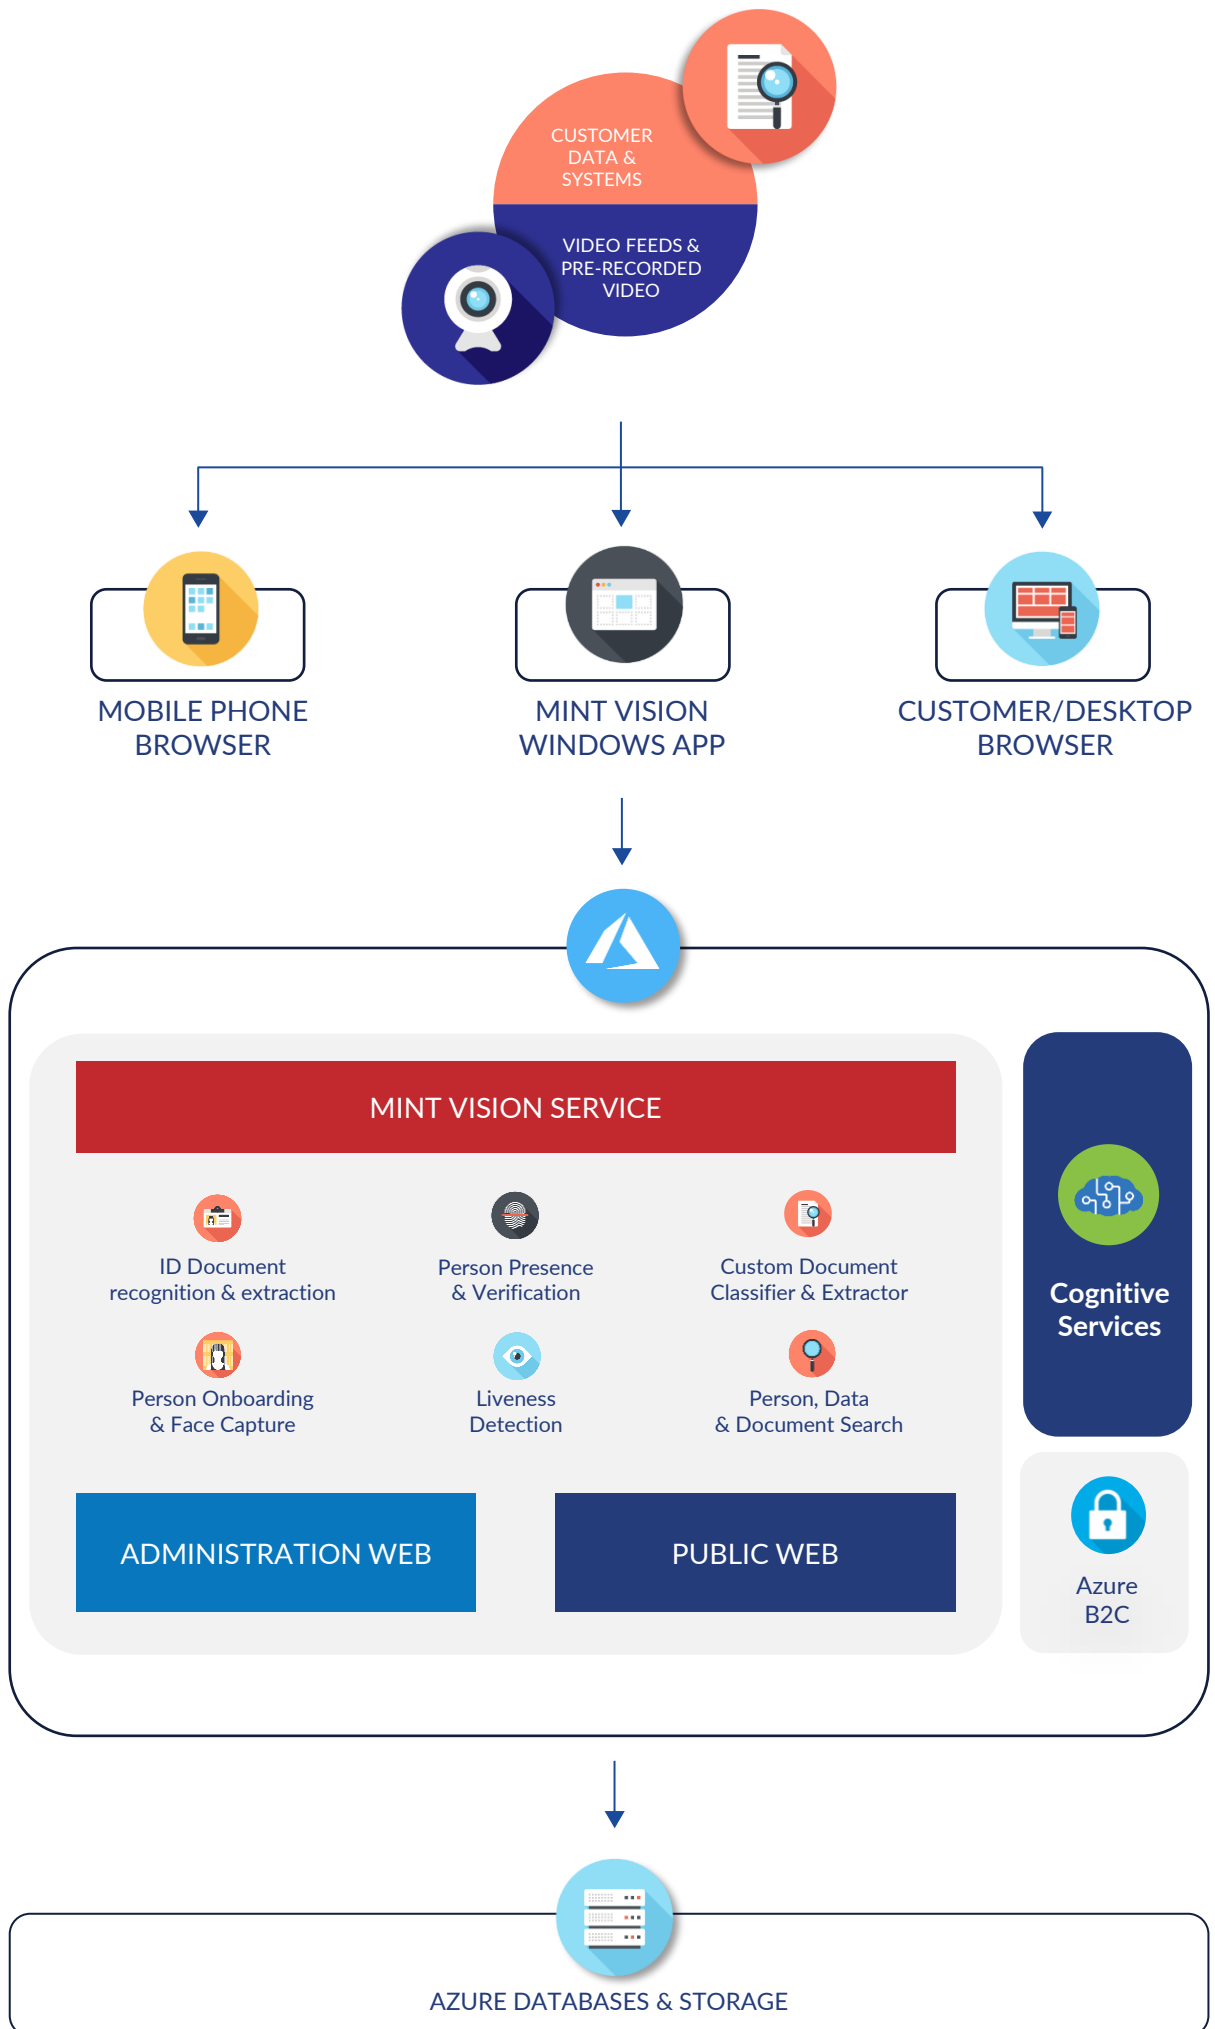 CUSTOMER
DATA &
SYSTEMS
VIDEO FEEDS &
PRE-RECORDED
VIDEO
MOBILE PHONE
BROWSER
MINT VISION
WINDOWS APP
CUSTOMER/DESKTOP
BROWSER
MINT VISION SERVICE
ID Document
recognition & extraction
Person Presence
& Verification
Custom Document
Classifier & Extractor
Person Onboarding
& Face Capture
Liveness
Detection
Person, Data
& Document Search
ADMINISTRATION WEB
PUBLIC WEB
Cognitive
Services
Azure
B2C
AZURE DATABASES & STORAGE